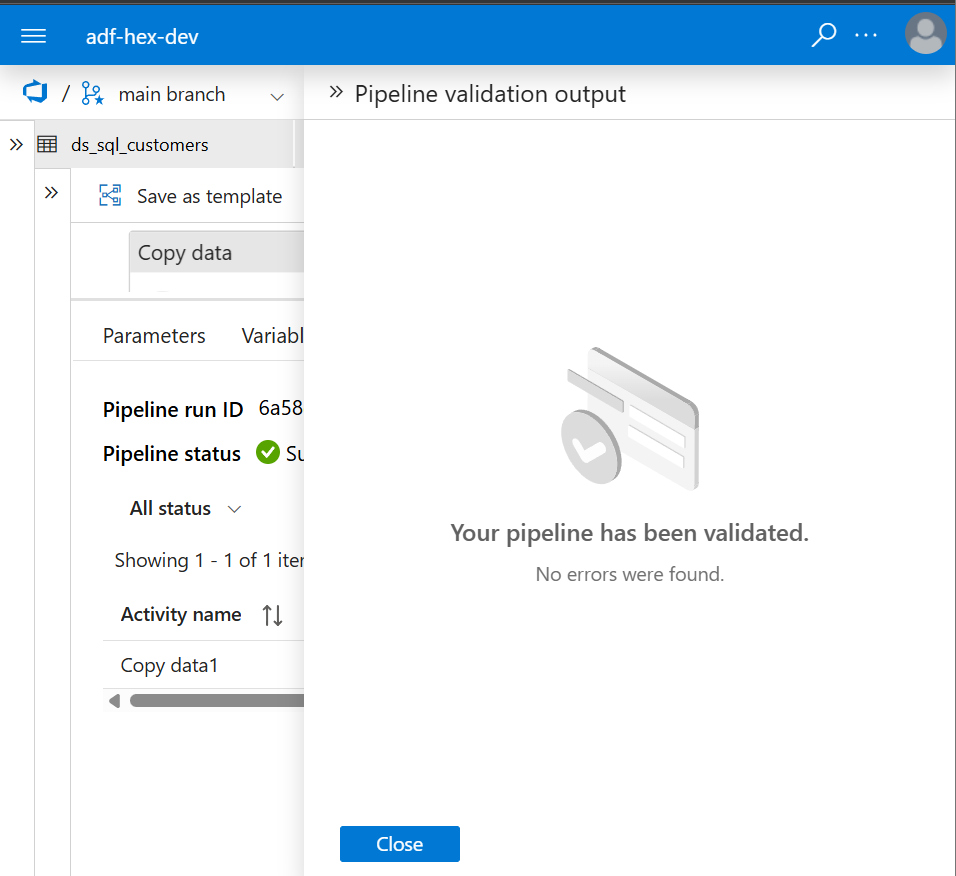 adf-hex-dev
/ main branch
Pipeline validation output
ds_sql_customers
Save as template
Copy data
Parameters Variabl
Pipeline run ID 6a58
Pipeline status Su
All status
Showing 1 - 1 of 1 iter
Activity name
Copy data1
Your pipeline has been validated.
No errors were found.
Close